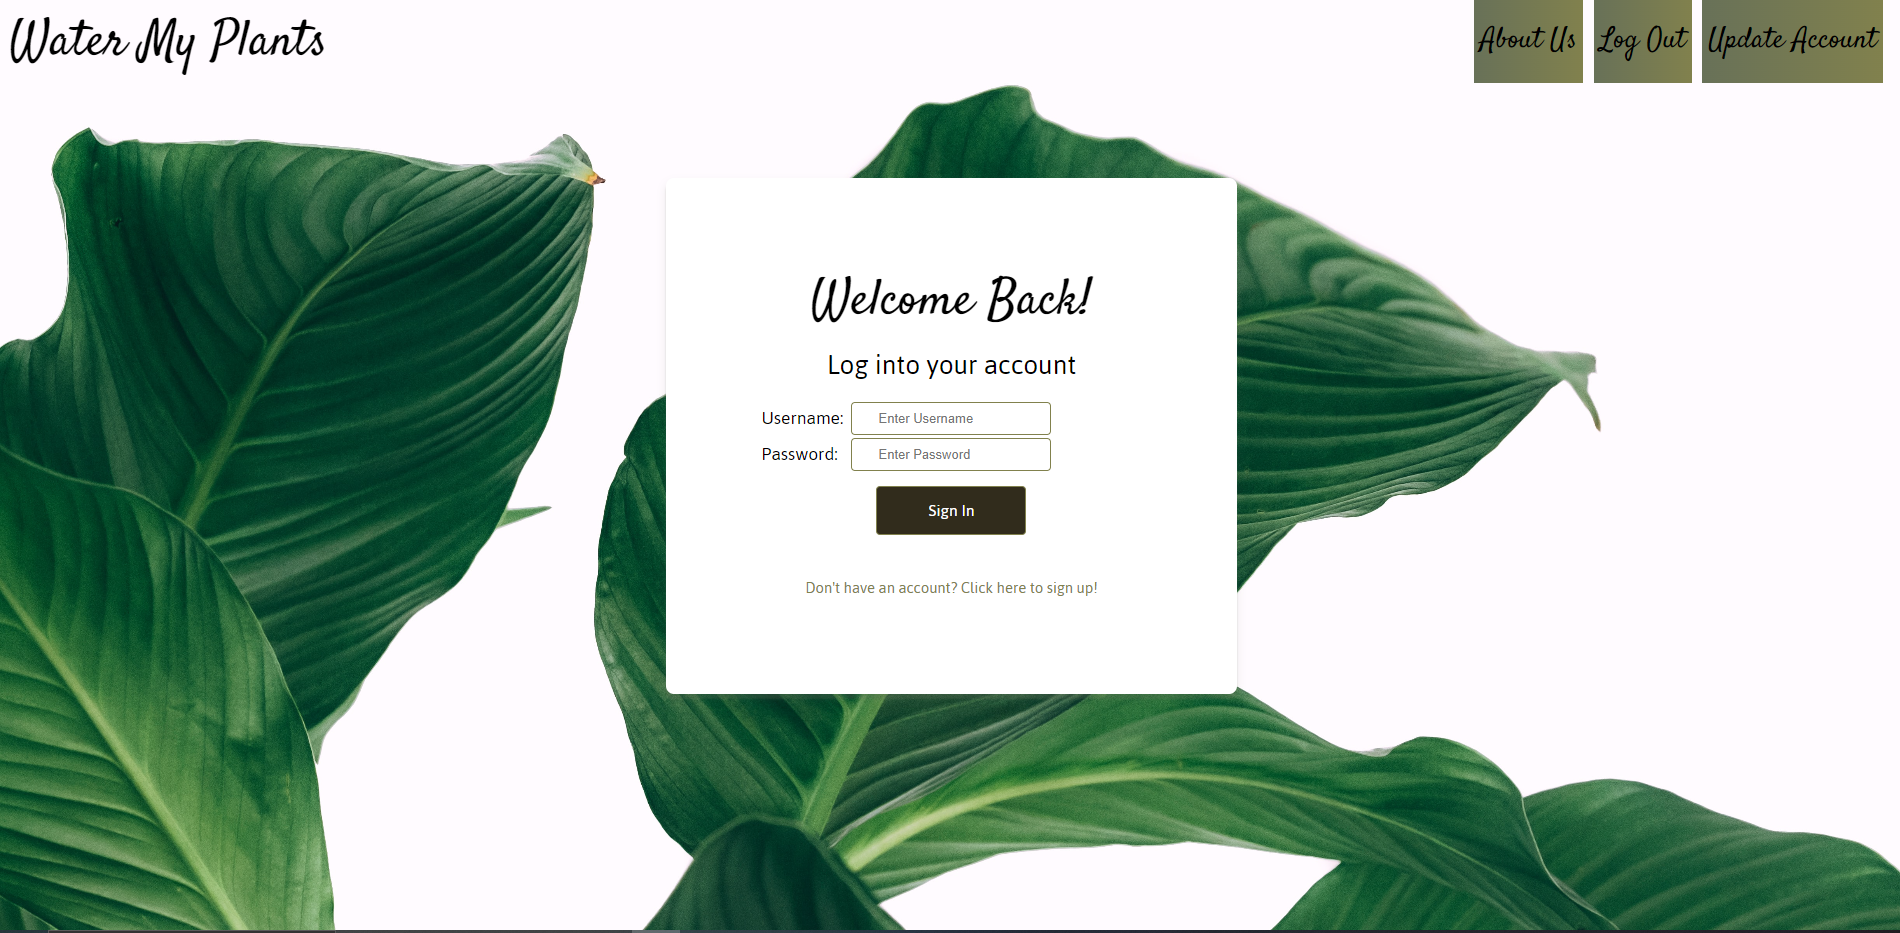 Water My Plants
About Us
Log Out
Update Account
Welcome Back!
Log into your account
Username: Enter Username
Password: Enter Password
Sign In
Don't have an account? Click here to sign up!